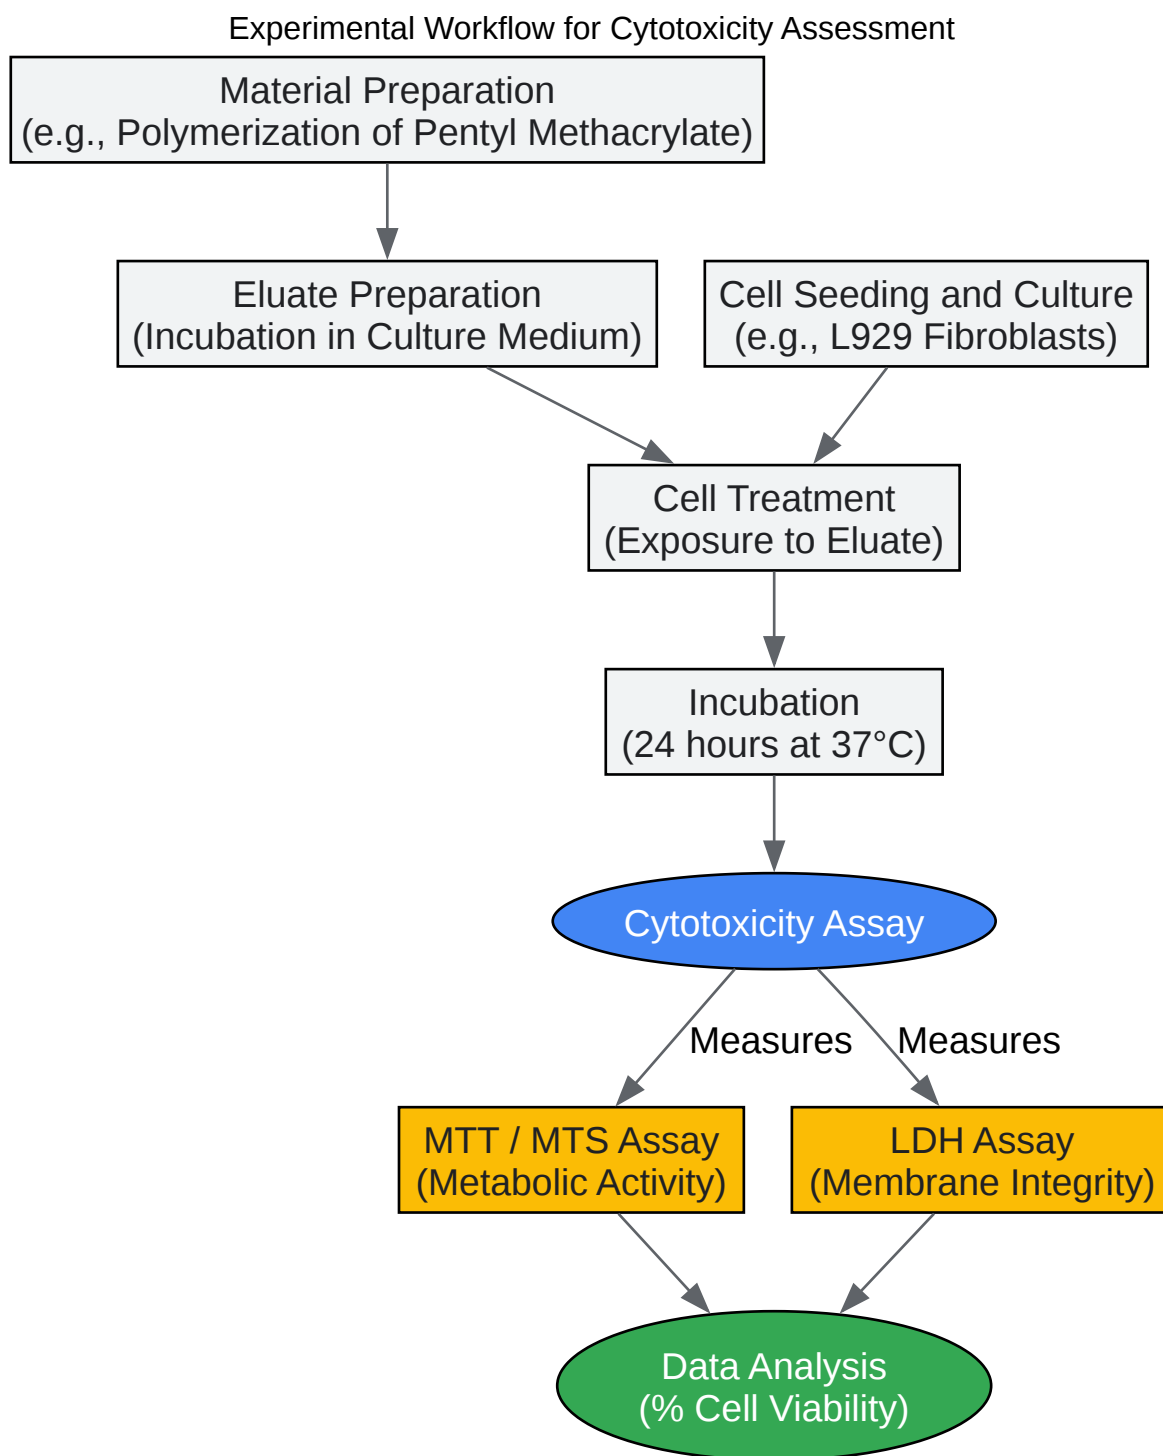 Experimental Workflow for Cytotoxicity Assessment
Material Preparation
(e.g., Polymerization of Pentyl Methacrylate)
Eluate Preparation
(Incubation in Culture Medium)
Cell Seeding and Culture
(e.g., L929 Fibroblasts)
Cell Treatment
(Exposure to Eluate)
Incubation
(24 hours at 37°C)
Cytotoxicity Assay
Measures
Measures
MTT / MTS Assay
(Metabolic Activity)
LDH Assay
(Membrane Integrity)
Data Analysis
(% Cell Viability)